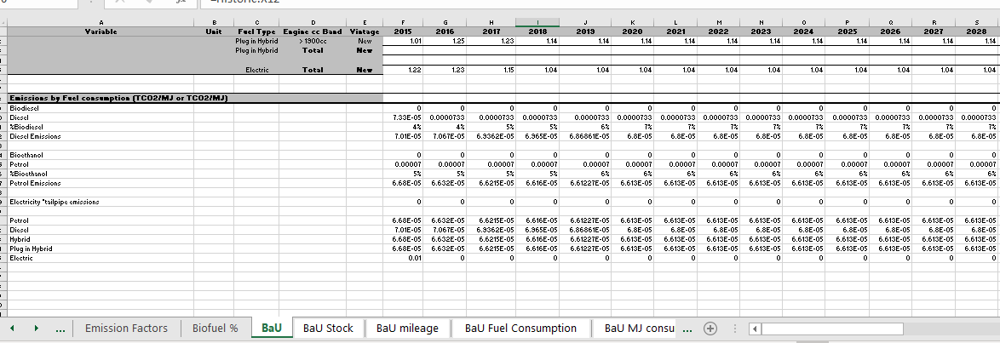 =Historic!X12
A B C D E F G H I J K L M N O P Q R S
Variable Unit Fuel Type Engine cc Band Vintage 2015 2016 2017 2018 2019 2020 2021 2022 2023 2024 2025 2026 2027 2028
Plug in Hybrid >1900cc New 1.01 1.25 1.23 1.14 1.14 1.14 1.14 1.14 1.14 1.14 1.14 1.14 1.14 1.14
Plug in Hybrid Total New
Electric Total New 1.22 1.23 1.15 1.04 1.04 1.04 1.04 1.04 1.04 1.04 1.04 1.04 1.04 1.04
Emissions by Fuel consumption (TCO2/MJ or TCO2/MJ)
Biodiesel 0 0 0 0 0 0 0 0 0 0 0 0 0 0
Diesel 7.33E-05 0.0000733 0.0000733 0.0000733 0.0000733 0.0000733 0.0000733 0.0000733 0.0000733 0.0000733 0.0000733 0.0000733 0.0000733 0.0000733
%Biodiesel 4% 4% 5% 5% 6% 7% 7% 7% 7% 7% 7% 7% 7% 7%
Diesel Emissions 7.01E-05 7.067E-05 6.9362E-05 6.965E-05 6.86861E-05 6.8E-05 6.8E-05 6.8E-05 6.8E-05 6.8E-05 6.8E-05 6.8E-05 6.8E-05 6.8E-05
Bioethanol 0 0 0 0 0 0 0 0 0 0 0 0 0 0
Petrol 0.00007 0.00007 0.00007 0.00007 0.00007 0.00007 0.00007 0.00007 0.00007 0.00007 0.00007 0.00007 0.00007 0.00007
%Bioethanol 5% 5% 5% 5% 6% 6% 6% 6% 6% 6% 6% 6% 6% 6%
Petrol Emissions 6.68E-05 6.632E-05 6.6215E-05 6.616E-05 6.61227E-05 6.613E-05 6.613E-05 6.613E-05 6.613E-05 6.613E-05 6.613E-05 6.613E-05 6.613E-05 6.613E-05
Electricity *tailpipe emissions 0 0 0 0 0 0 0 0 0 0 0 0 0 0
Petrol 6.68E-05 6.632E-05 6.6215E-05 6.616E-05 6.61227E-05 6.613E-05 6.613E-05 6.613E-05 6.613E-05 6.613E-05 6.613E-05 6.613E-05 6.613E-05 6.613E-05
Diesel 7.01E-05 7.067E-05 6.9362E-05 6.965E-05 6.86861E-05 6.8E-05 6.8E-05 6.8E-05 6.8E-05 6.8E-05 6.8E-05 6.8E-05 6.8E-05 6.8E-05
Hybrid 6.68E-05 6.632E-05 6.6215E-05 6.616E-05 6.61227E-05 6.613E-05 6.613E-05 6.613E-05 6.613E-05 6.613E-05 6.613E-05 6.613E-05 6.613E-05 6.613E-05
Plug in Hybrid 6.68E-05 6.632E-05 6.6215E-05 6.616E-05 6.61227E-05 6.613E-05 6.613E-05 6.613E-05 6.613E-05 6.613E-05 6.613E-05 6.613E-05 6.613E-05 6.613E-05
Electric 0.01 0 0 0 0 0 0 0 0 0 0 0 0 0
... Emission Factors Biofuel % BaU BaU Stock BaU mileage BaU Fuel Consumption BaU MJ consu ...